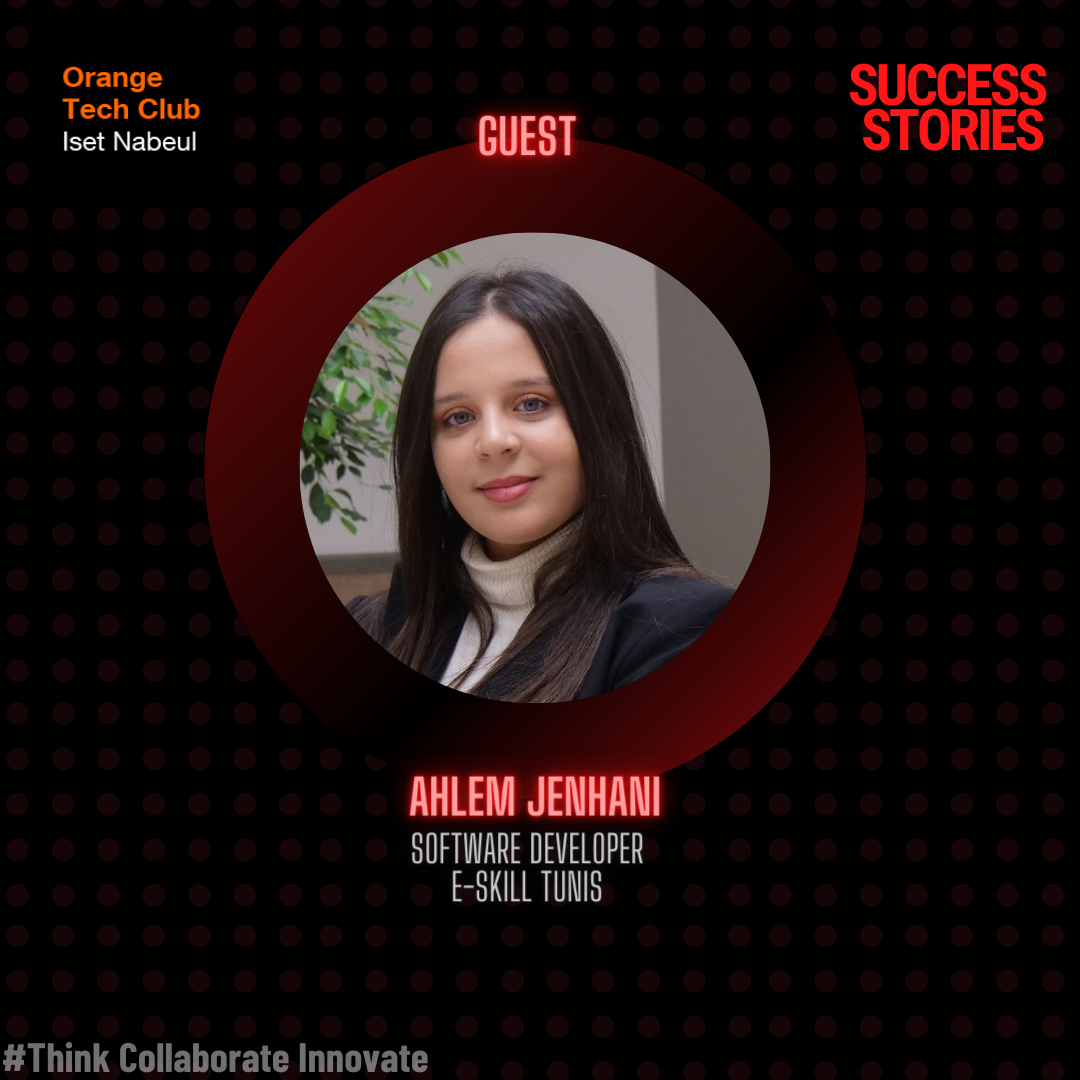 Orange
Tech Club
Iset Nabeul
SUCCESS
STORIES
GUEST
AHLEM JENHANI
SOFTWARE DEVELOPER
E-SKILL TUNIS
#Think Collaborate Innovate